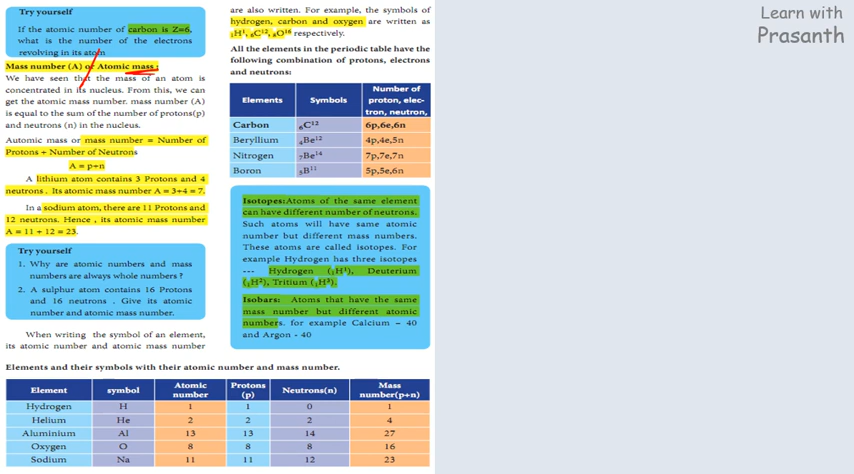 Try yourself
If the atomic number of carbon is Z=6,
what is the number of the electrons
revolving in its atom
Mass number (A) or Atomic mass :
We have seen that the mass of an atom is
concentrated in its nucleus. From this, we can
get the atomic mass number. mass number (A)
is equal to the sum of the number of protons(p)
and neutrons (n) in the nucleus.
Automic mass or mass number = Number of
Protons + Number of Neutrons
A = p+n
A lithium atom contains 3 Protons and 4
neutrons . Its atomic mass number A = 3+4 = 7.
In a sodium atom, there are 11 Protons and
12 neutrons. Hence , its atomic mass number
A = 11 + 12 = 23.
Try yourself
1. Why are atomic numbers and mass
numbers are always whole numbers ?
2. A sulphur atom contains 16 Protons
and 16 neutrons . Give its atomic
number and atomic mass number.
When writing the symbol of an element,
its atomic number and atomic mass number
are also written. For example, the symbols of
hydrogen, carbon and oxygen are written as
₁H¹, ₆C¹², ₈O¹⁶ respectively.
All the elements in the periodic table have the
following combination of protons, electrons
and neutrons:
Elements Symbols Number of proton, elec-tron, neutron,
Carbon ₆C¹² 6p,6e,6n
Beryllium ₄Be¹² 4p,4e,5n
Nitrogen ₇Be¹⁴ 7p,7e,7n
Boron ₅B¹¹ 5p,5e,6n
Isotopes:Atoms of the same element
can have different number of neutrons.
Such atoms will have same atomic
number but different mass numbers.
These atoms are called isotopes. For
example Hydrogen has three isotopes
--- Hydrogen (₁H¹), Deuterium
(₁H²), Tritium (₁H³).
Isobars: Atoms that have the same
mass number but different atomic
numbers. for example Calcium – 40
and Argon - 40
Elements and their symbols with their atomic number and mass number.
Element symbol Atomic number Protons (p) Neutrons(n) Mass number(p+n)
Hydrogen H 1 1 0 1
Helium He 2 2 2 4
Aluminium Al 13 13 14 27
Oxygen O 8 8 8 16
Sodium Na 11 11 12 23
Learn with
Prasanth